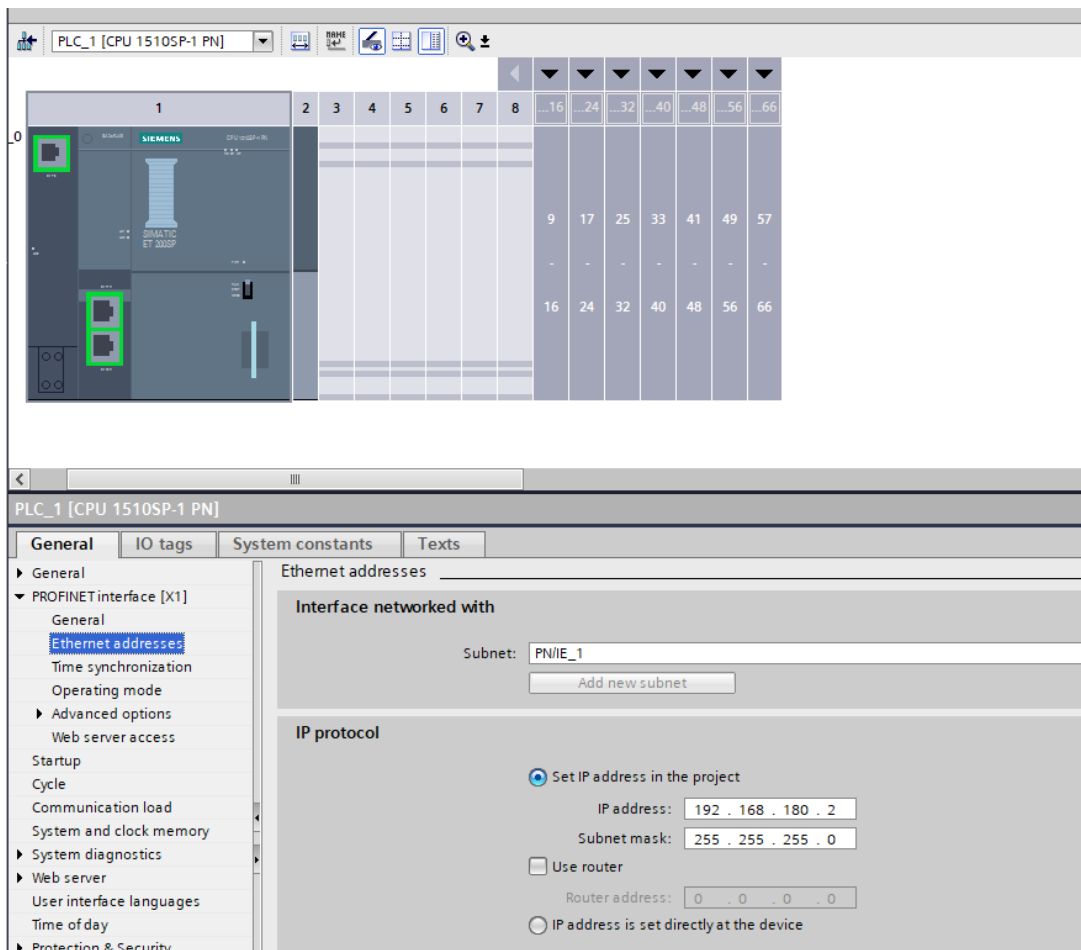 PLC_1 [CPU 1510SP-1 PN]
NAME
1 2 3 4 5 6 7 8 ...16 ...24 ...32 ...40 ...48 ...56 ...66
_0
SIEMENS
SIMATIC
ET 200SP
9 17 25 33 41 49 57
- - - - - - -
16 24 32 40 48 56 66
PLC_1 [CPU 1510SP-1 PN]
General IO tags System constants Texts
General
PROFINET interface [X1]
General
Ethernet addresses
Time synchronization
Operating mode
Advanced options
Web server access
Startup
Cycle
Communication load
System and clock memory
System diagnostics
Web server
User interface languages
Time of day
Protection & Security
Ethernet addresses
Interface networked with
Subnet: PN/IE_1
Add new subnet
IP protocol
Set IP address in the project
IP address: 192 . 168 . 180 . 2
Subnet mask: 255 . 255 . 255 . 0
Use router
Router address: 0 . 0 . 0 . 0
IP address is set directly at the device